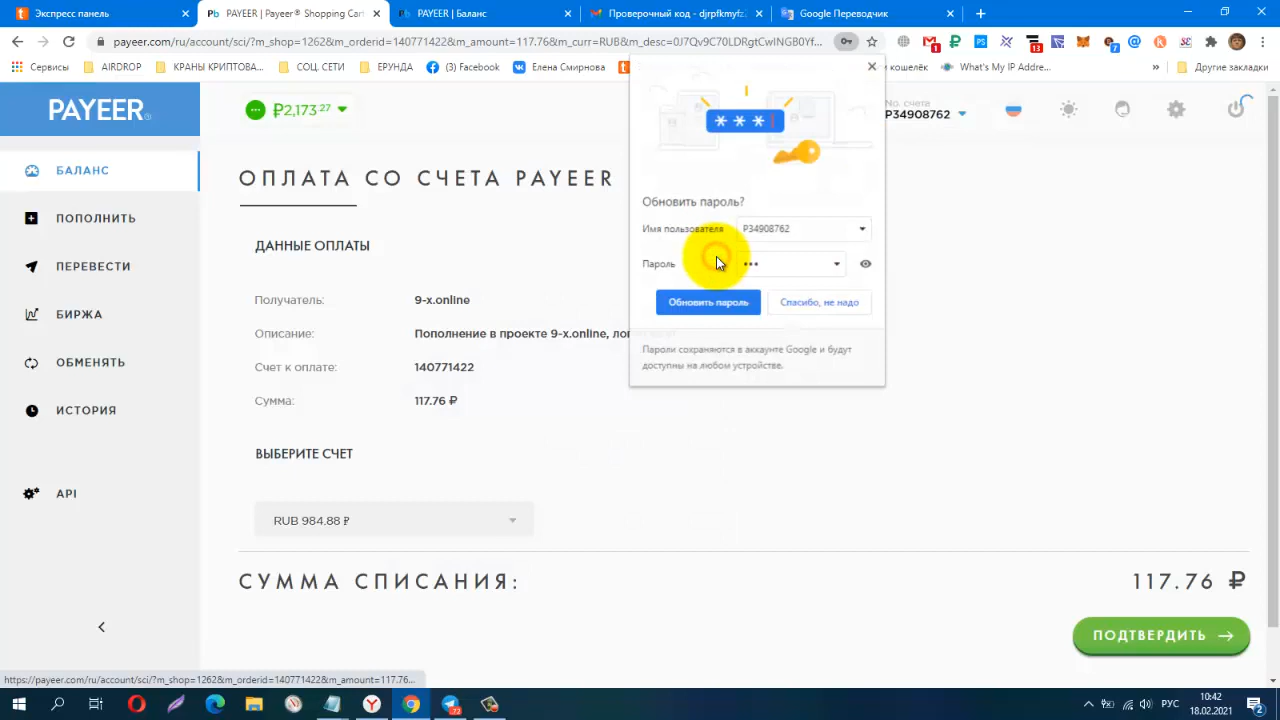 Экспресс панель
PAYEER | Payeer® Shopping Car
PAYEER | Баланс
Проверочный код - djrpfkmyfz
Google Переводчик
payeer.com/ru/account/sci/?m_shop=1262&m_orderid=140771422&m_amount=117.76&m_curr=RUB&m_desc=0J7Qv9C70LDRgtCwINGB0Yf...
Сервисы
AIRDROP
КРАНЫ КРИПТОВА...
СОЦ СЕТИ
ЕРУНДА
(3) Facebook
Елена Смирнова
кошелёк
What's My IP Addre...
»
Другие закладки
PAYEER®
₽2,173.27
No. счета
P34908762
БАЛАНС
ПОПОЛНИТЬ
ПЕРЕВЕСТИ
БИРЖА
ОБМЕНЯТЬ
ИСТОРИЯ
API
ОПЛАТА СО СЧЕТА PAYEER
ДАННЫЕ ОПЛАТЫ
Получатель: 9-x.online
Описание: Пополнение в проекте 9-x.online,
Счет к оплате: 140771422
Сумма: 117.76 ₽
ВЫБЕРИТЕ СЧЕТ
RUB 984.88 ₽
СУММА СПИСАНИЯ: 117.76 ₽
ПОДТВЕРДИТЬ →
***
Обновить пароль?
Имя пользователя P34908762
Пароль •••
Обновить пароль
Спасибо, не надо
Пароли сохраняются в аккаунте Google и будут
доступны на любом устройстве.
https://payeer.com/ru/account/sci/?m_shop=1262&m_orderid=140771422&m_amount=117.76...
РУС
10:42
18.02.2021